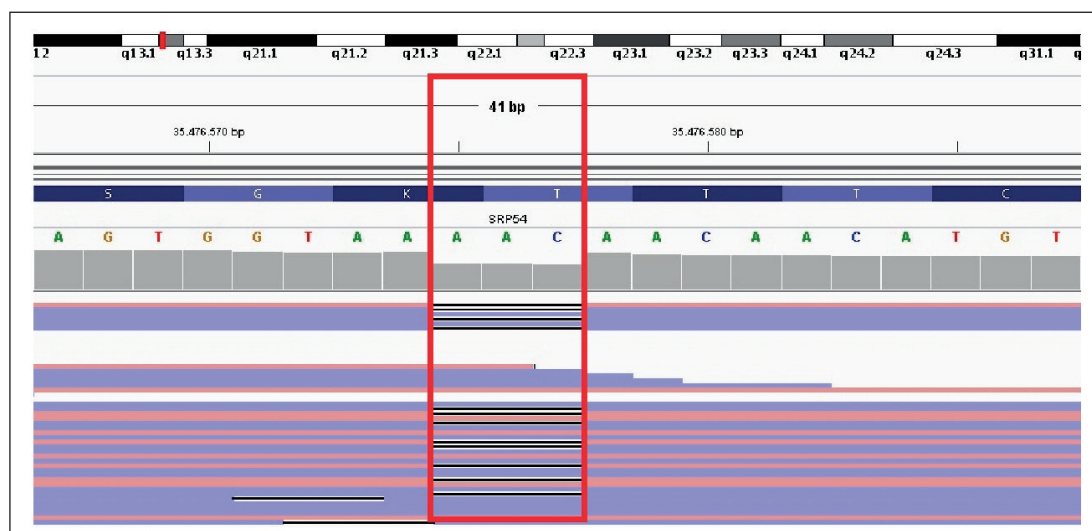 12 q13.1 q13.3 q21.1 q21.2 q21.3 q22.1 q22.3 q23.1 q23.2 q23.3 q24.1 q24.2 q24.3 q31.1 q
41 bp
35.476.570 bp 35.476.580 bp
S G K T T T C
SRP54
A G T G G T A A A A C A A C A A C A T G T